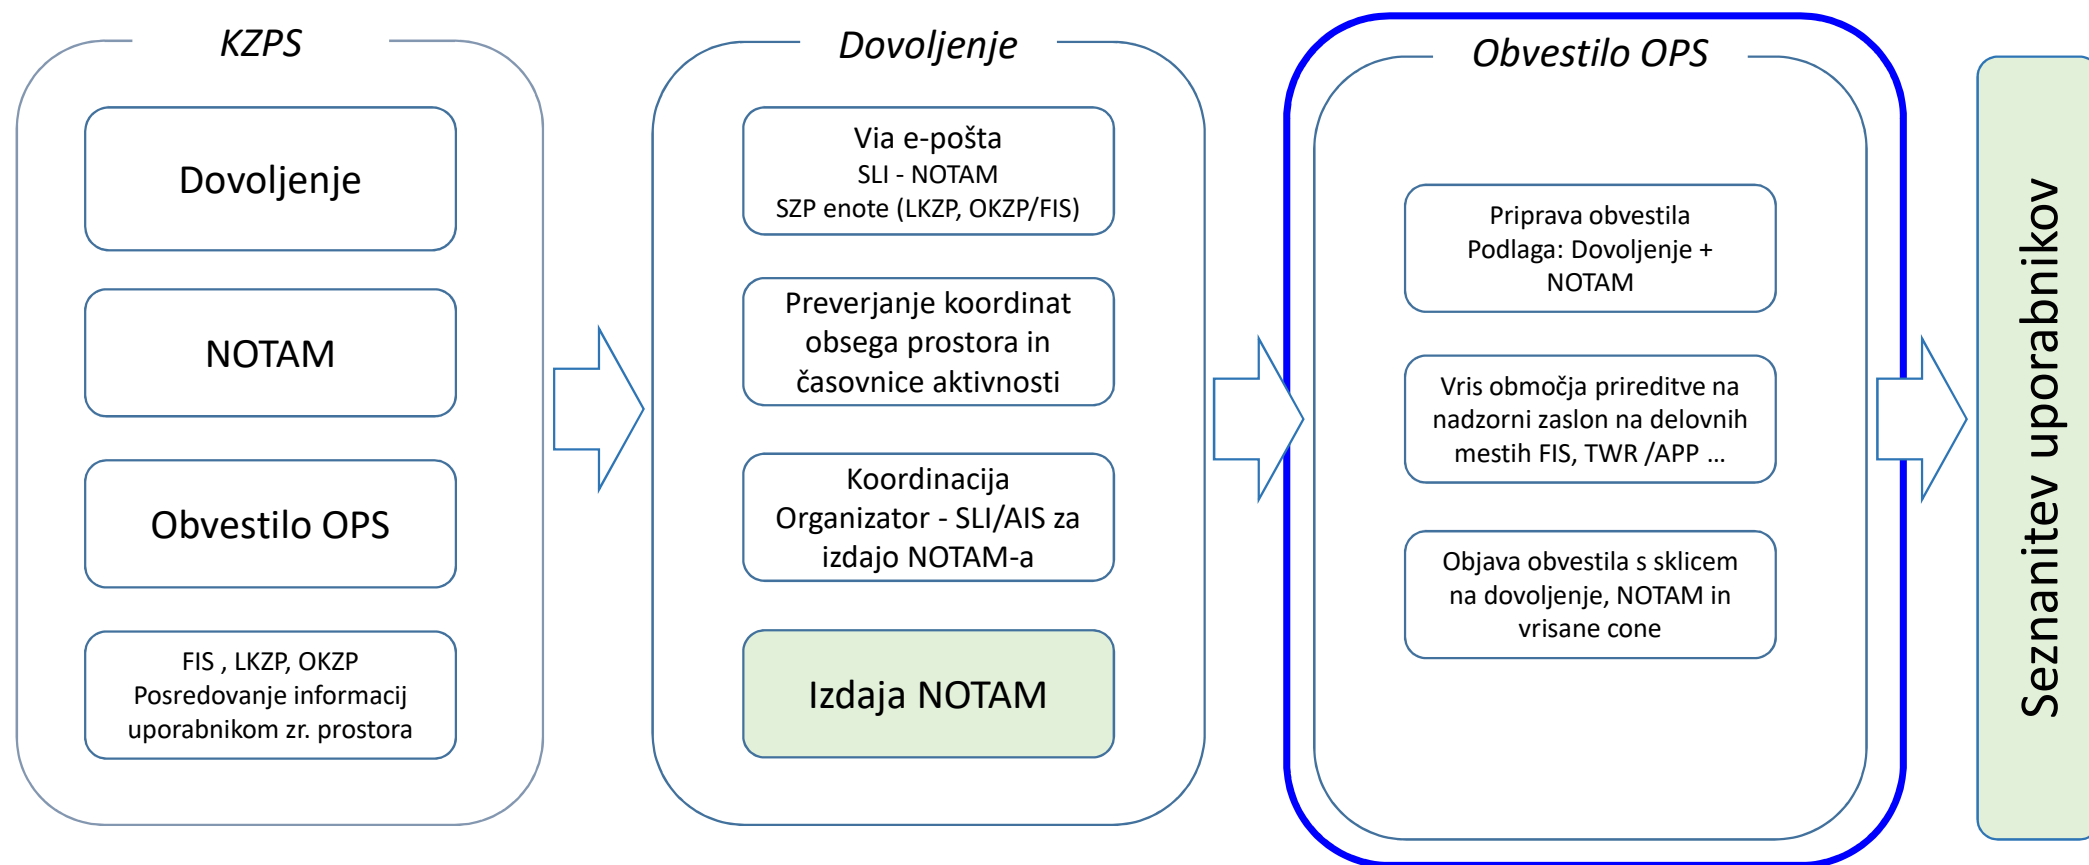 KZPS
Dovoljenje
NOTAM
Obvestilo OPS
FIS , LKZP, OKZP
Posredovanje informacij
uporabnikom zr. prostora
Dovoljenje
Via e-pošta
SLI - NOTAM
SZP enote (LKZP, OKZP/FIS)
Preverjanje koordinat
obsega prostora in
časovnice aktivnosti
Koordinacija
Organizator - SLI/AIS za
izdajo NOTAM-a
Izdaja NOTAM
Obvestilo OPS
Priprava obvestila
Podlaga: Dovoljenje +
NOTAM
Vris območja prireditve na
nadzorni zaslon na delovnih
mestih FIS, TWR /APP ...
Objava obvestila s sklicem
na dovoljenje, NOTAM in
vrisane cone
Seznanitev uporabnikov